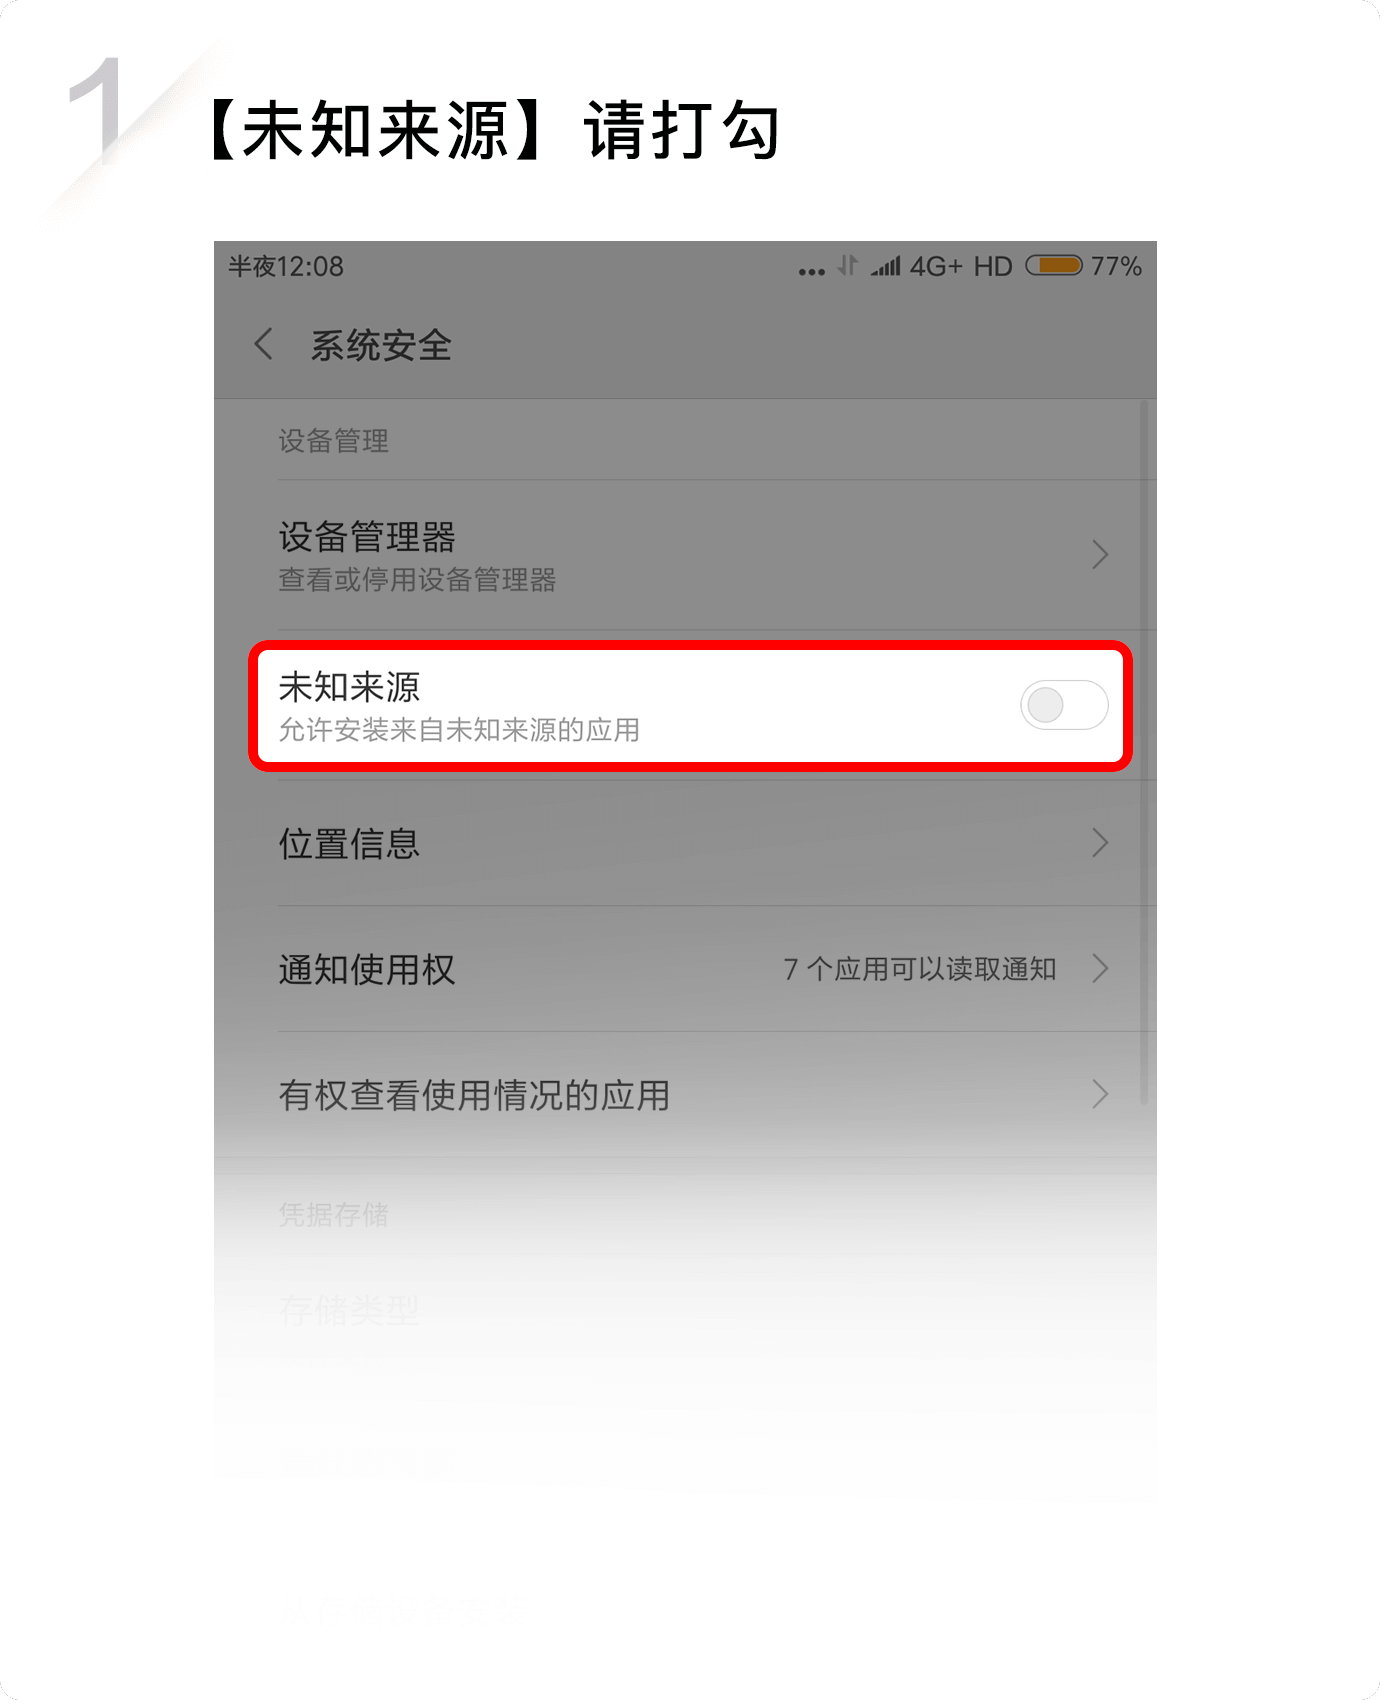 1
【未知来源】请打勾
半夜12:08 ... 4G+ HD 77%
系统安全
设备管理
设备管理器
查看或停用设备管理器
未知来源
允许安装来自未知来源的应用
位置信息
通知使用权 7 个应用可以读取通知
有权查看使用情况的应用
凭据存储
存储类型